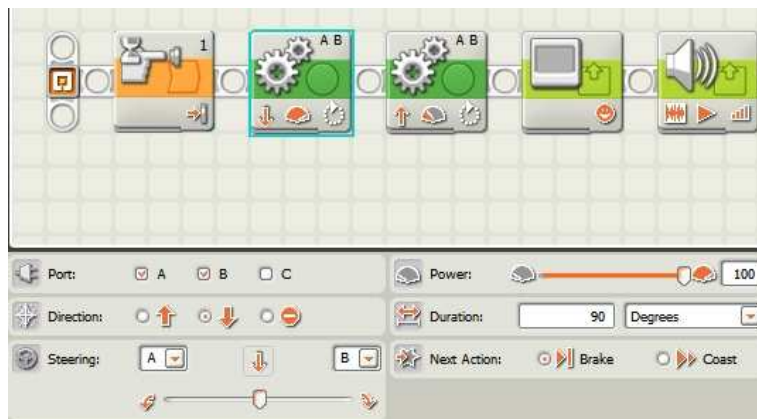 1
A B
A B
Port: A B C
Power: 100
Direction:
Duration: 90 Degrees
Steering: A B
Next Action: Brake Coast